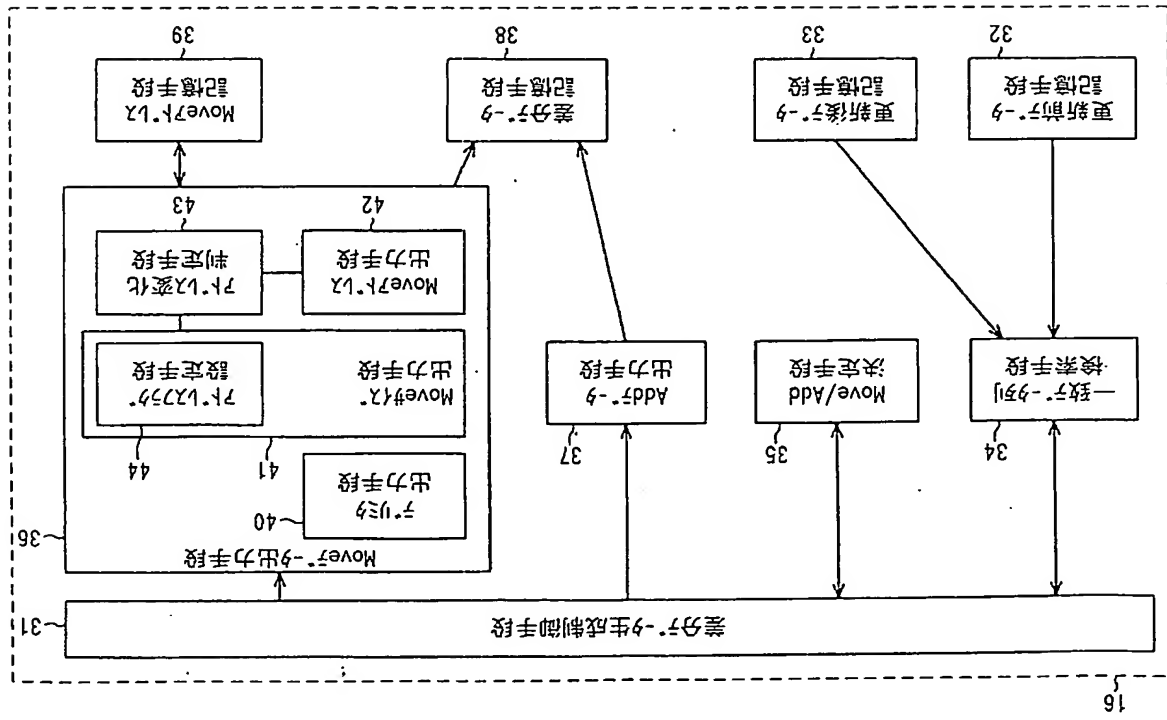 16
差分データ生成制御手段
31
Moveデータ出力手段
36
デリミタ
出力手段
40
34
一致データ列
検索手段
35
Move/Add
決定手段
37
Addデータ
出力手段
41
Moveサイズ
出力手段
44
アドレスフラグ
設定手段
Moveアドレス
出力手段
42
アドレス変化
判定手段
43
更新前データ
記憶手段
32
更新後データ
記憶手段
33
差分データ
記憶手段
38
Moveアドレス
記憶手段
39